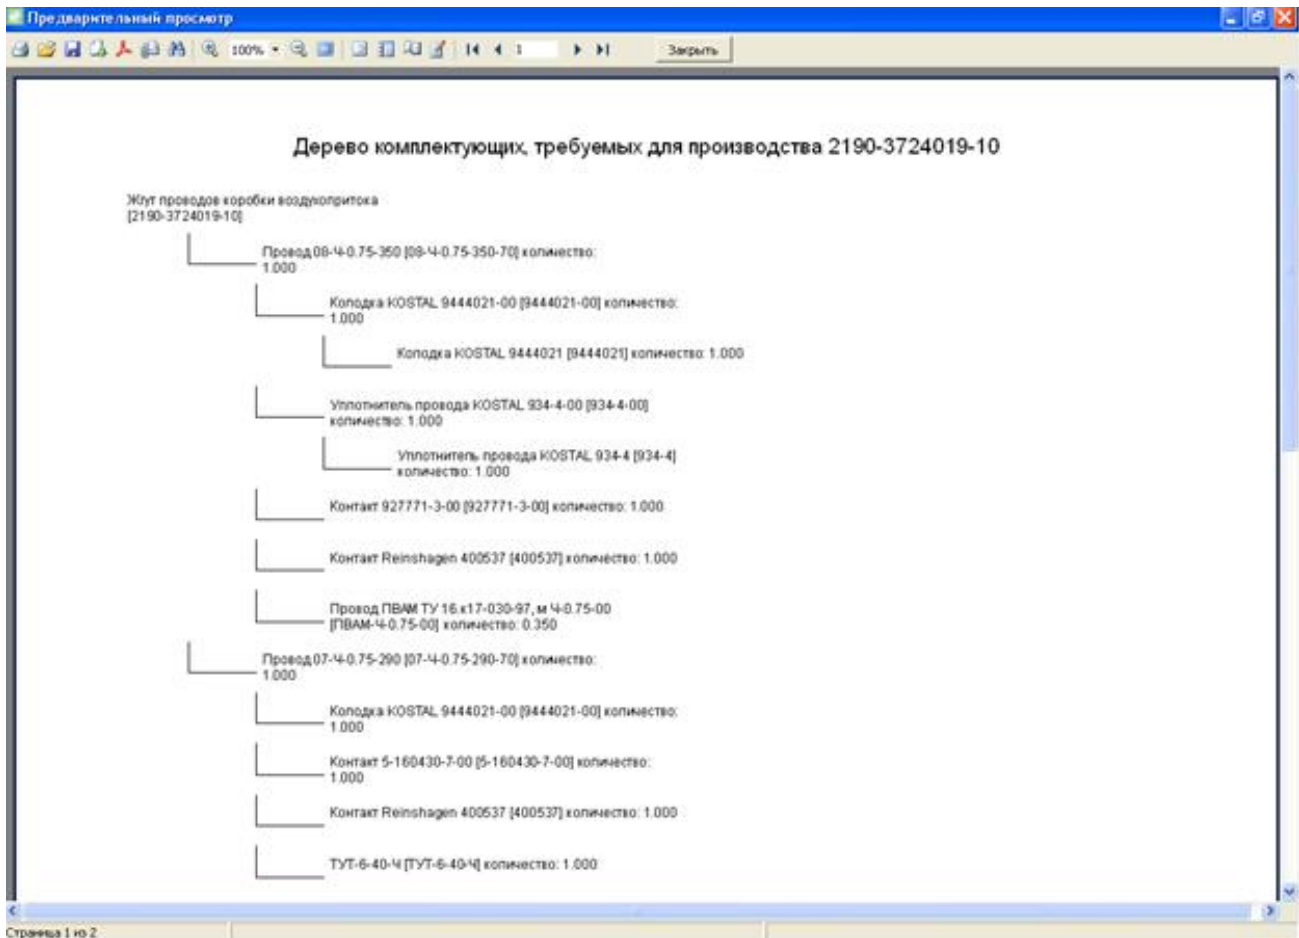 Предварительный просмотр
100%
1
Закрыть
Дерево комплектующих, требуемых для производства 2190-3724019-10
Жгут проводов коробки воздухопритока
[2190-3724019-10]
Провод 08-Ч-0.75-350 [08-Ч-0.75-350-70] количество:
1.000
Колодка KOSTAL 9444021-00 [9444021-00] количество:
1.000
Колодка KOSTAL 9444021 [9444021] количество: 1.000
Уплотнитель провода KOSTAL 934-4-00 [934-4-00]
количество: 1.000
Уплотнитель провода KOSTAL 934-4 [934-4]
количество: 1.000
Контакт 927771-3-00 [927771-3-00] количество: 1.000
Контакт Reinshagen 400537 [400537] количество: 1.000
Провод ПВАМ ТУ 16.к17-030-97, м Ч-0.75-00
[ПВАМ-Ч-0.75-00] количество: 0.350
Провод 07-Ч-0.75-290 [07-Ч-0.75-290-70] количество:
1.000
Колодка KOSTAL 9444021-00 [9444021-00] количество:
1.000
Контакт 5-160430-7-00 [5-160430-7-00] количество:
1.000
Контакт Reinshagen 400537 [400537] количество: 1.000
ТУТ-6-40-Ч [ТУТ-6-40-Ч] количество: 1.000
Страница 1 из 2